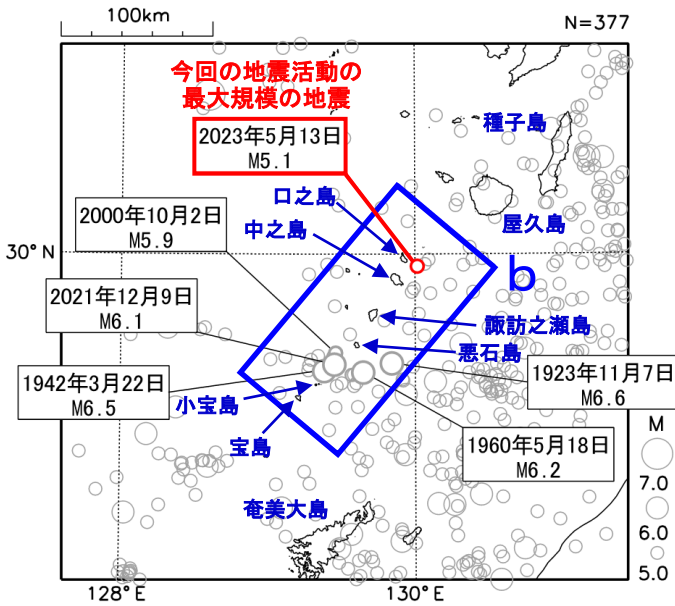 100km
N=377
今回の地震活動の
最大規模の地震
2023年5月13日
M5.1
種子島
口之島
屋久島
2000年10月2日
M5.9
中之島
30°N
b
2021年12月9日
M6.1
諏訪之瀬島
悪石島
1942年3月22日
M6.5
小宝島
1923年11月7日
M6.6
宝島
1960年5月18日
M6.2
M
7.0
6.0
5.0
奄美大島
128°E
130°E